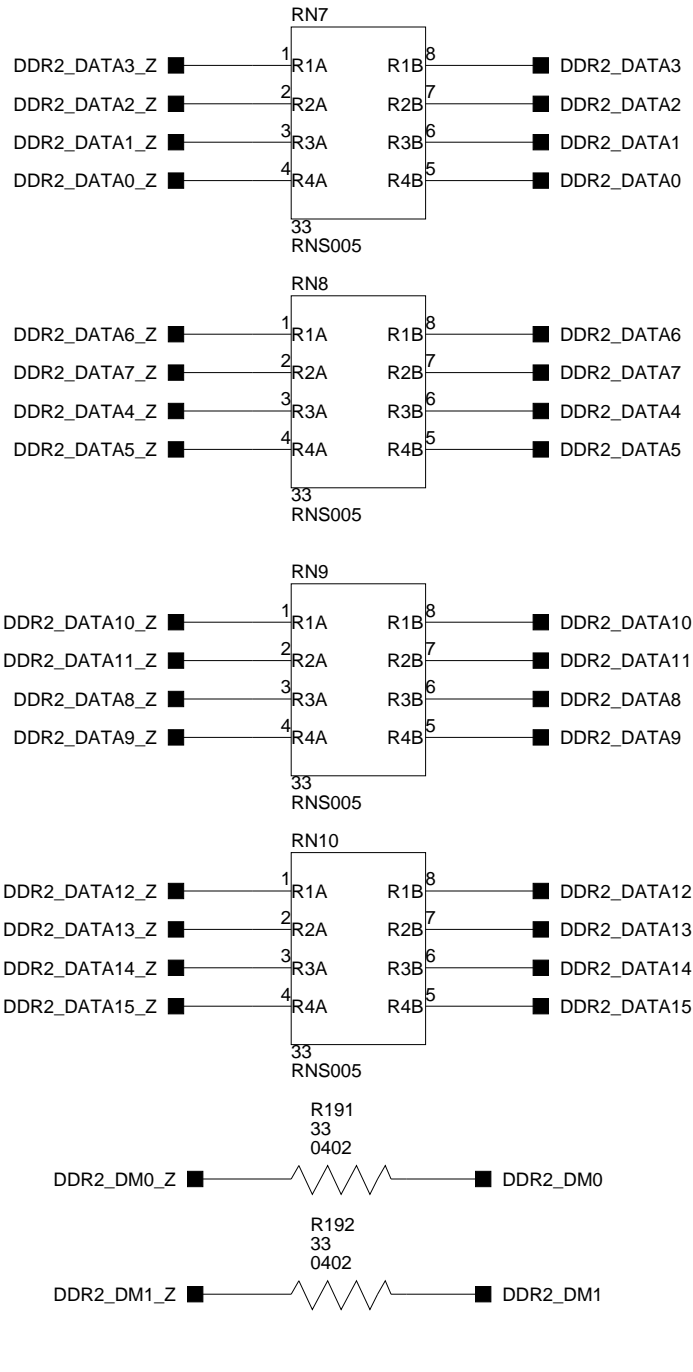 RN7
1 8
DDR2_DATA3_Z R1A R1B DDR2_DATA3
2 7
DDR2_DATA2_Z R2A R2B DDR2_DATA2
3 6
DDR2_DATA1_Z R3A R3B DDR2_DATA1
4 5
DDR2_DATA0_Z R4A R4B DDR2_DATA0
33
RNS005
RN8
1 8
DDR2_DATA6_Z R1A R1B DDR2_DATA6
2 7
DDR2_DATA7_Z R2A R2B DDR2_DATA7
3 6
DDR2_DATA4_Z R3A R3B DDR2_DATA4
4 5
DDR2_DATA5_Z R4A R4B DDR2_DATA5
33
RNS005
RN9
1 8
DDR2_DATA10_Z R1A R1B DDR2_DATA10
2 7
DDR2_DATA11_Z R2A R2B DDR2_DATA11
3 6
DDR2_DATA8_Z R3A R3B DDR2_DATA8
4 5
DDR2_DATA9_Z R4A R4B DDR2_DATA9
33
RNS005
RN10
1 8
DDR2_DATA12_Z R1A R1B DDR2_DATA12
2 7
DDR2_DATA13_Z R2A R2B DDR2_DATA13
3 6
DDR2_DATA14_Z R3A R3B DDR2_DATA14
4 5
DDR2_DATA15_Z R4A R4B DDR2_DATA15
33
RNS005
R191
33
0402
DDR2_DM0_Z DDR2_DM0
R192
33
0402
DDR2_DM1_Z DDR2_DM1